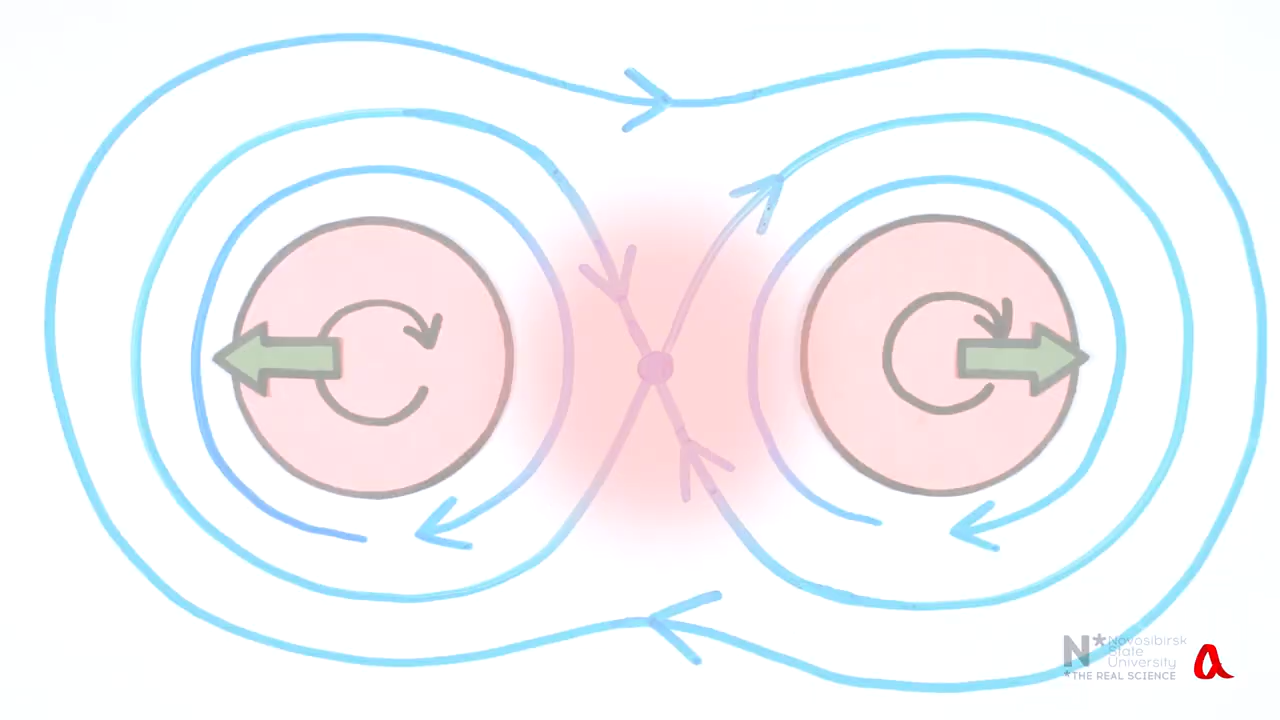 N*
Novosibirsk
State
University
*THE REAL SCIENCE
a